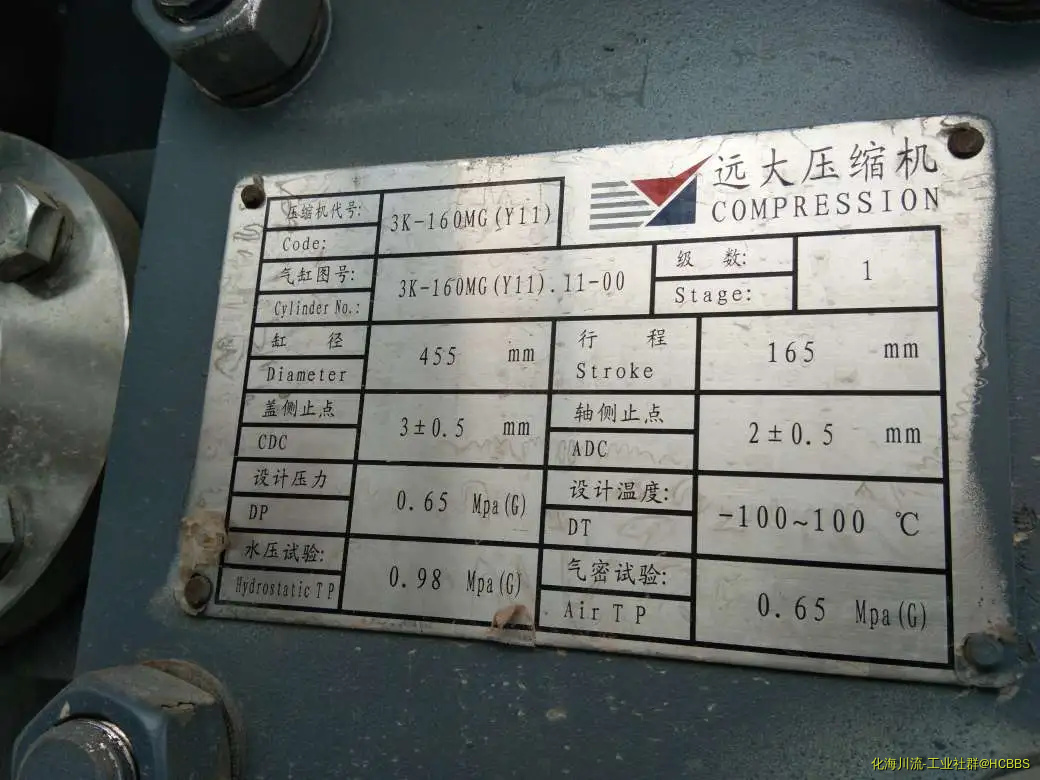 远大压缩机
COMPRESSION
压缩机代号:
Code:
3K-160MG(Y11)
气缸图号:
Cylinder No.:
3K-160MG(Y11).11-00
级 数:
Stage:
1
缸 径
Diameter
455 mm
行 程
Stroke
165 mm
盖侧止点
CDC
3±0.5 mm
轴侧止点
ADC
2±0.5 mm
设计压力
DP
0.65 Mpa(G)
设计温度:
DT
-100~100 ℃
水压试验:
Hydrostatic T P
0.98 Mpa(G)
气密试验:
Air T P
0.65 Mpa(G)
化海川流-工业社群@HCBBS